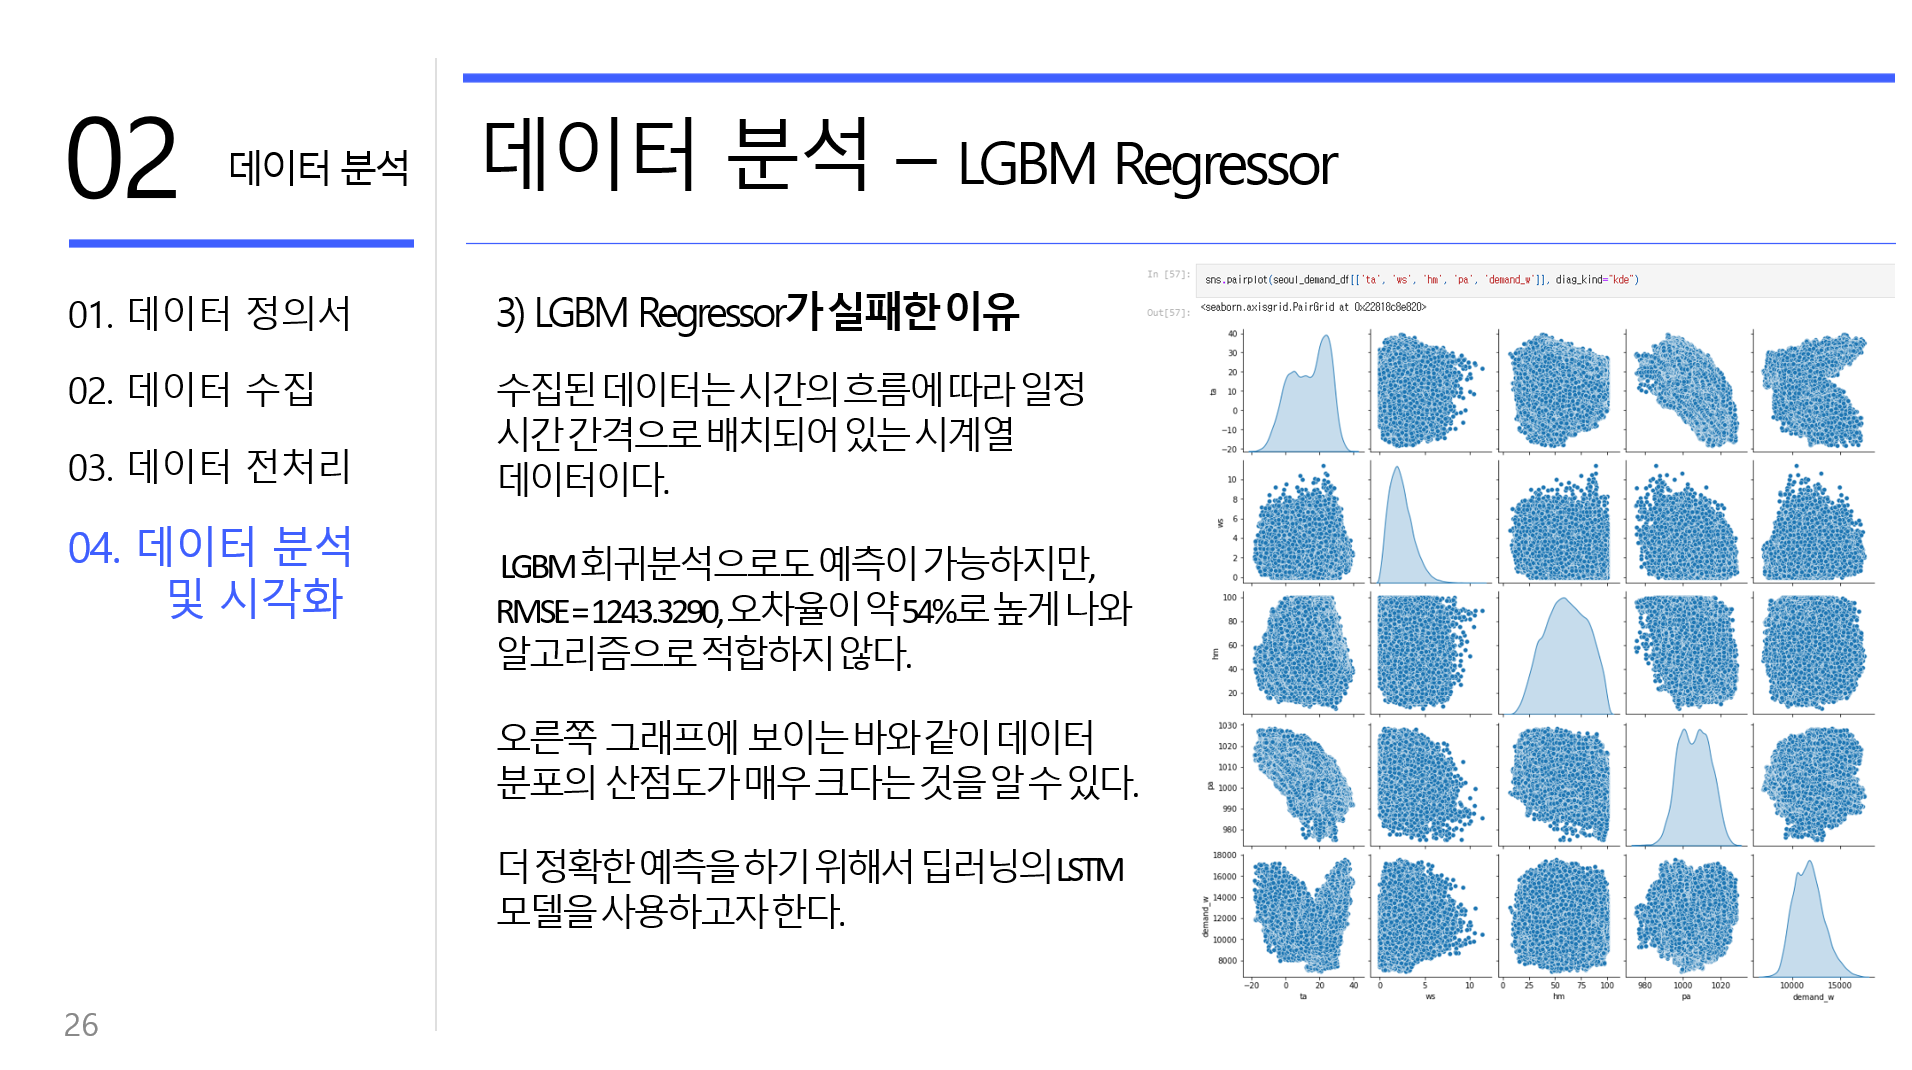 02 데이터 분석
01. 데이터 정의서
02. 데이터 수집
03. 데이터 전처리
04. 데이터 분석
및 시각화
26
데이터 분석 – LGBM Regressor
3) LGBM Regressor가 실패한 이유
수집된 데이터는 시간의 흐름에 따라 일정
시간 간격으로 배치되어 있는 시계열
데이터이다.
LGBM 회귀분석으로도 예측이 가능하지만,
RMSE = 1243.3290, 오차율이 약 54%로 높게 나와
알고리즘으로 적합하지 않다.
오른쪽 그래프에 보이는 바와 같이 데이터
분포의 산점도가 매우 크다는 것을 알 수 있다.
더 정확한 예측을 하기 위해서 딥러닝의 LSTM
모델을 사용하고자 한다.
In [57]: sns.pairplot(seoul_demand_df[['ta', 'ws', 'hm', 'pa', 'demand_w']], diag_kind="kde")
Out[57]: <seaborn.axisgrid.PairGrid at 0x22818c8e820>
40
30
20
10
0
−10
−20
ta
10
8
6
4
2
0
ws
100
80
60
40
20
hm
1030
1020
1010
1000
990
980
pa
18000
16000
14000
12000
10000
8000
demand_w
−20 0 20 40 0 5 10 0 25 50 75 100 980 1000 1020 10000 15000
ta ws hm pa demand_w